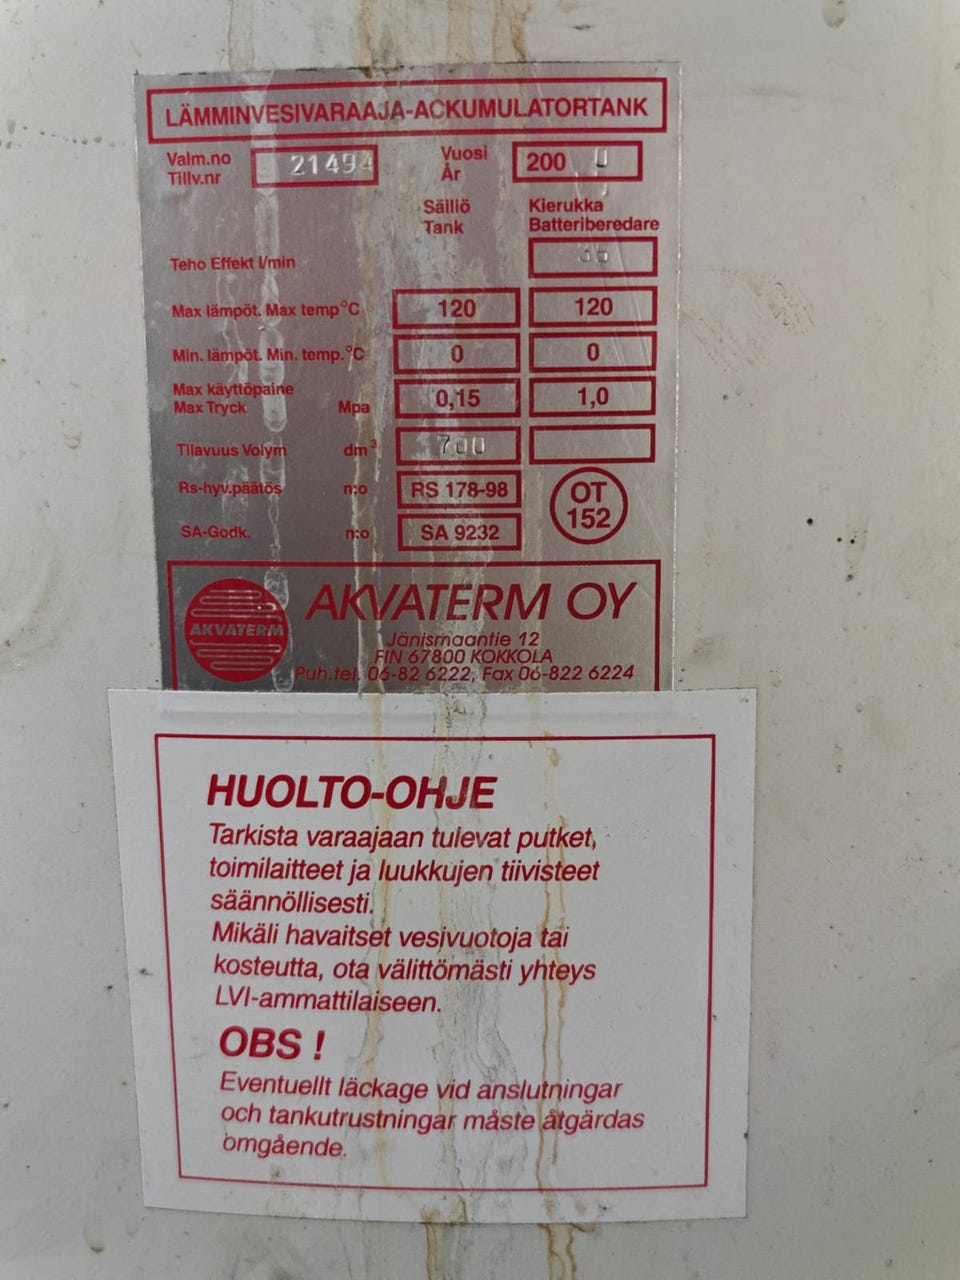 LÄMMINVESIVARAAJA-ACKUMULATORTANK
Valm.no
Tillv.nr
21494
Vuosi
År
200 0
Säiliö
Tank
Kierukka
Batteriberedare
Teho Effekt l/min
35
Max lämpöt. Max temp °C 120 120
Min. lämpöt. Min. temp. °C 0 0
Max käyttöpaine
Max Tryck Mpa 0,15 1,0
Tilavuus Volym dm³ 700
Rs-hyv.päätös n:o RS 178-98
SA-Godk. n:o SA 9232
OT
152
AKVATERM
AKVATERM OY
Jänismaantie 12
FIN 67800 KOKKOLA
Puh.tel. 06-82 6222, Fax 06-822 6224
HUOLTO-OHJE
Tarkista varaajaan tulevat putket,
toimilaitteet ja luukkujen tiivisteet
säännöllisesti.
Mikäli havaitset vesivuotoja tai
kosteutta, ota välittömästi yhteys
LVI-ammattilaiseen.
OBS !
Eventuellt läckage vid anslutningar
och tankutrustningar måste åtgärdas
omgående.